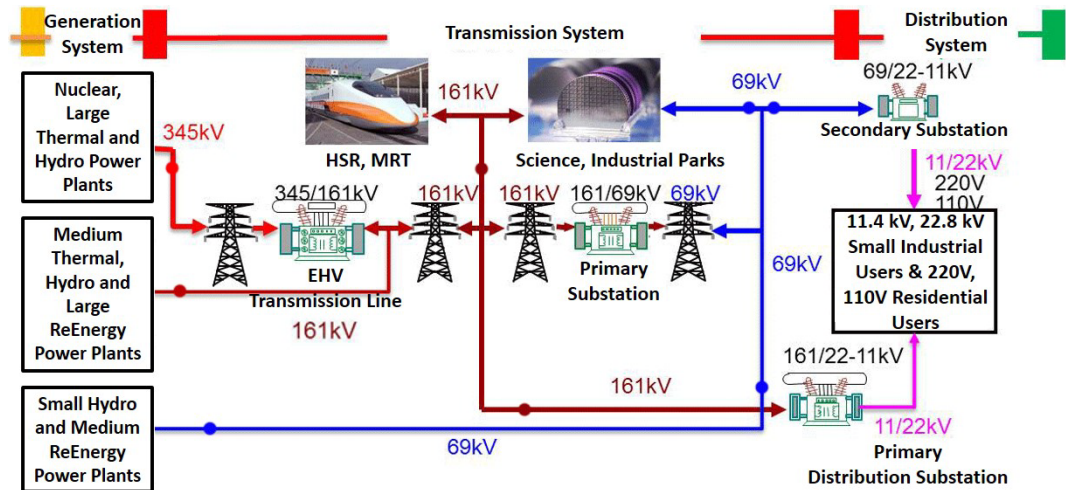 Generation
System
Transmission System
Distribution
System
Nuclear,
Large
Thermal and
Hydro Power
Plants
345kV
161kV
HSR, MRT
Science, Industrial Parks
69kV
69/22-11kV
Secondary Substation
11/22kV
220V
110V
345/161kV
161kV
161kV
161/69kV
69kV
EHV
Transmission Line
Primary
Substation
69kV
11.4 kV, 22.8 kV
Small Industrial
Users & 220V,
110V Residential
Users
Medium
Thermal,
Hydro and
Large
ReEnergy
Power Plants
161kV
161/22-11kV
161kV
11/22kV
Primary
Distribution Substation
Small Hydro
and Medium
ReEnergy
Power Plants
69kV